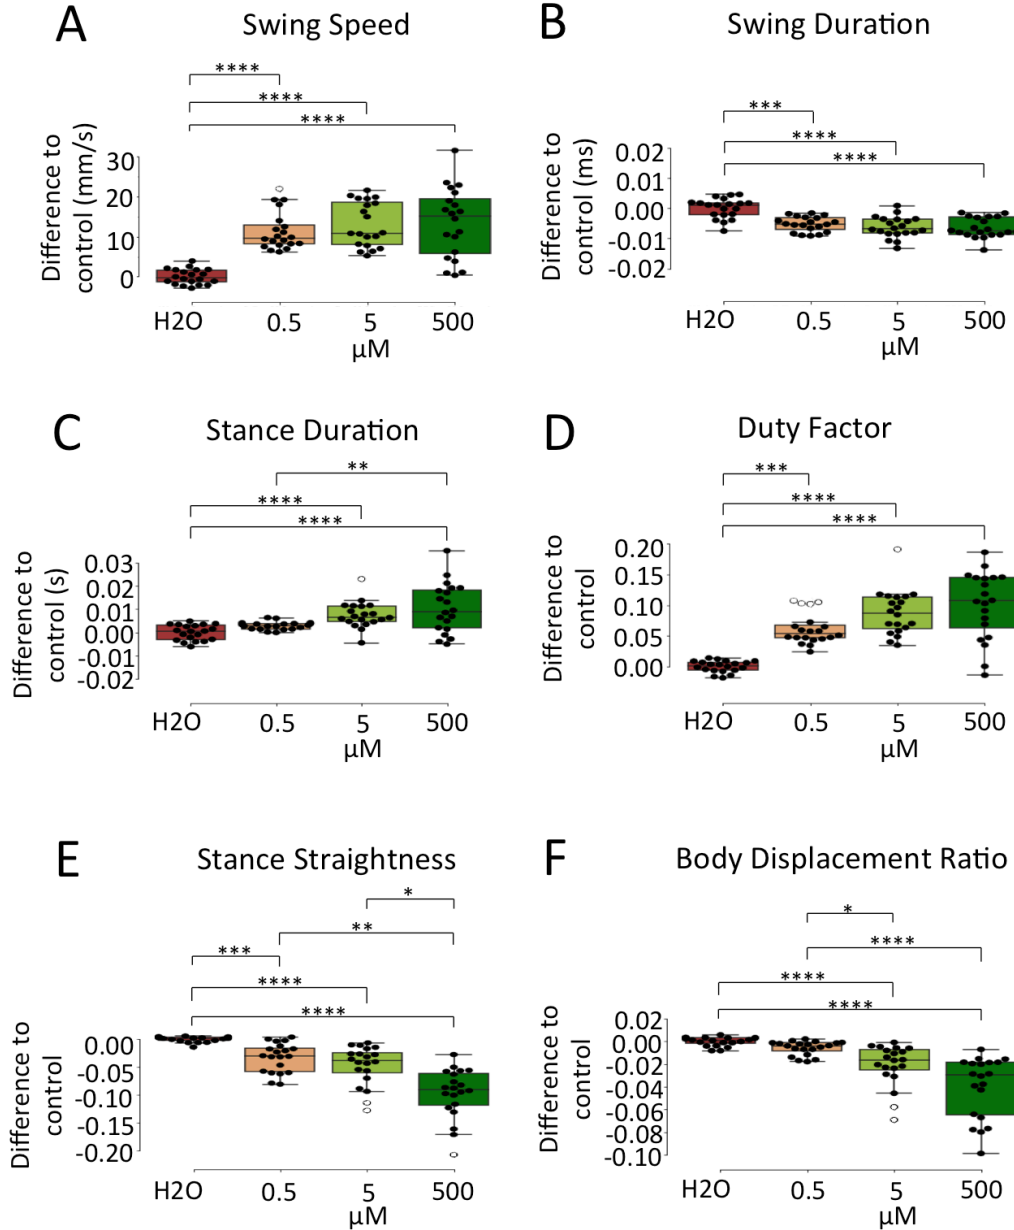 A
Swing Speed
****
****
****
Difference to
control (mm/s)
30
20
10
0
H2O
0.5
5
500
µM
B
Swing Duration
***
****
****
Difference to
control (ms)
0.02
0.01
0.00
-0.01
-0.02
H2O
0.5
5
500
µM
C
Stance Duration
**
****
****
Difference to
control (s)
0.03
0.02
0.01
0.00
-0.01
-0.02
H2O
0.5
5
500
µM
D
Duty Factor
***
****
****
Difference to
control
0.20
0.15
0.10
0.05
0.00
H2O
0.5
5
500
µM
E
Stance Straightness
*
**
***
****
****
Difference to
control
0.00
-0.05
-0.10
-0.15
-0.20
H2O
0.5
5
500
µM
F
Body Displacement Ratio
*
****
****
****
Difference to
control
0.02
0.00
-0.02
-0.04
-0.06
-0.08
-0.10
H2O
0.5
5
500
µM